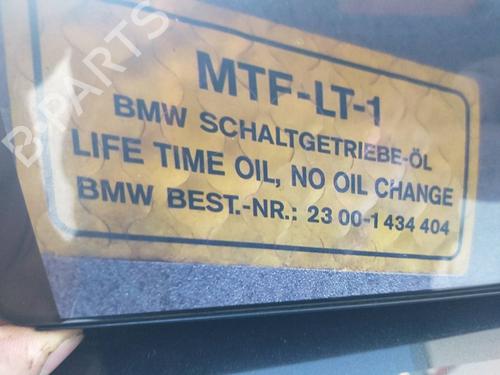 B-PARTS
MTF-LT-1
BMW SCHALTGETRIEBE-ÖL
LIFE TIME OIL, NO OIL CHANGE
BMW BEST.-NR.: 23 00-1 434 404